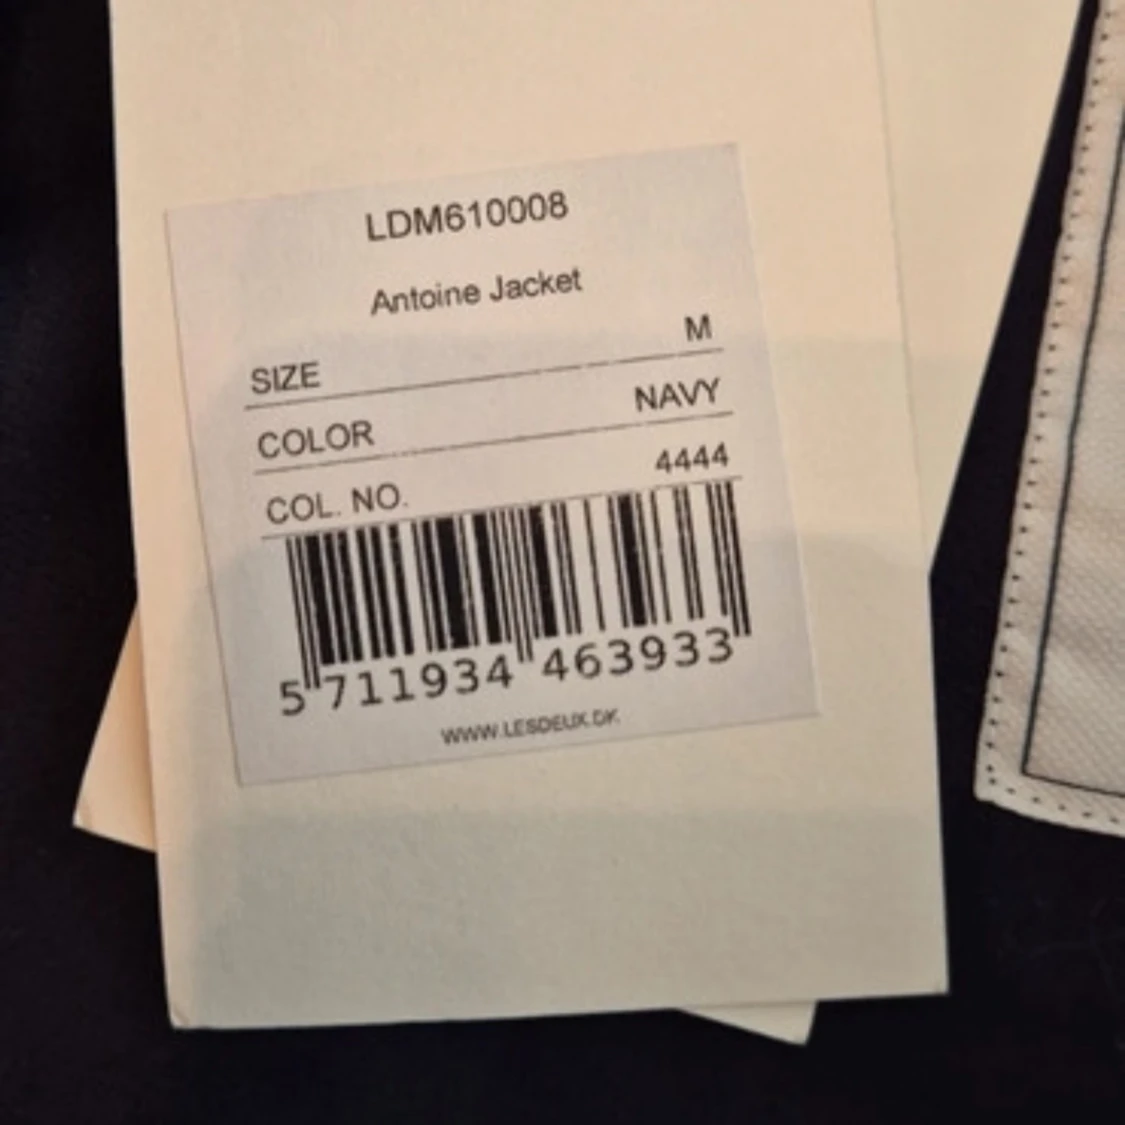 LDM610008
Antoine Jacket
SIZE M
COLOR NAVY
COL. NO. 4444
5 711934 463933
WWW.LESDEUX.DK